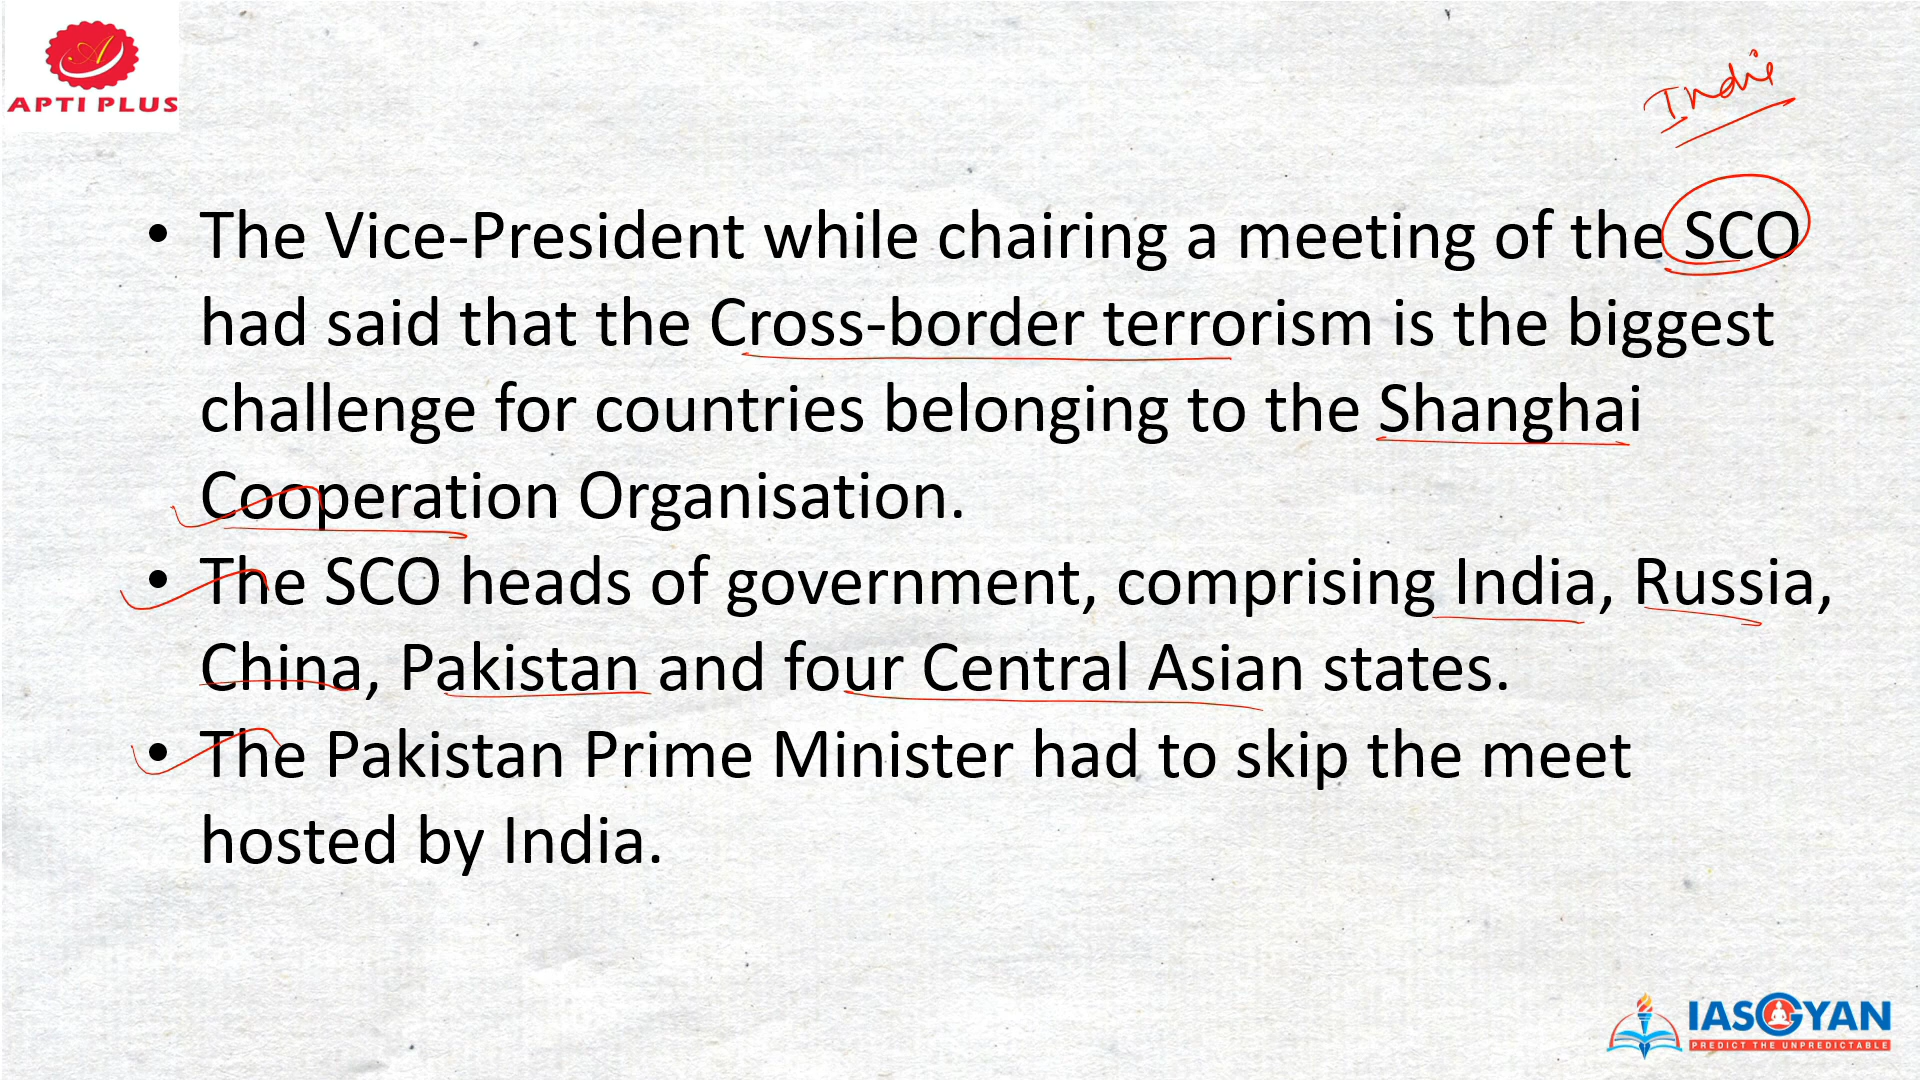 APTI PLUS
India
• The Vice-President while chairing a meeting of the SCO
had said that the Cross-border terrorism is the biggest
challenge for countries belonging to the Shanghai
Cooperation Organisation.
• The SCO heads of government, comprising India, Russia,
China, Pakistan and four Central Asian states.
• The Pakistan Prime Minister had to skip the meet
hosted by India.
IASGYAN
PREDICT THE UNPREDICTABLE